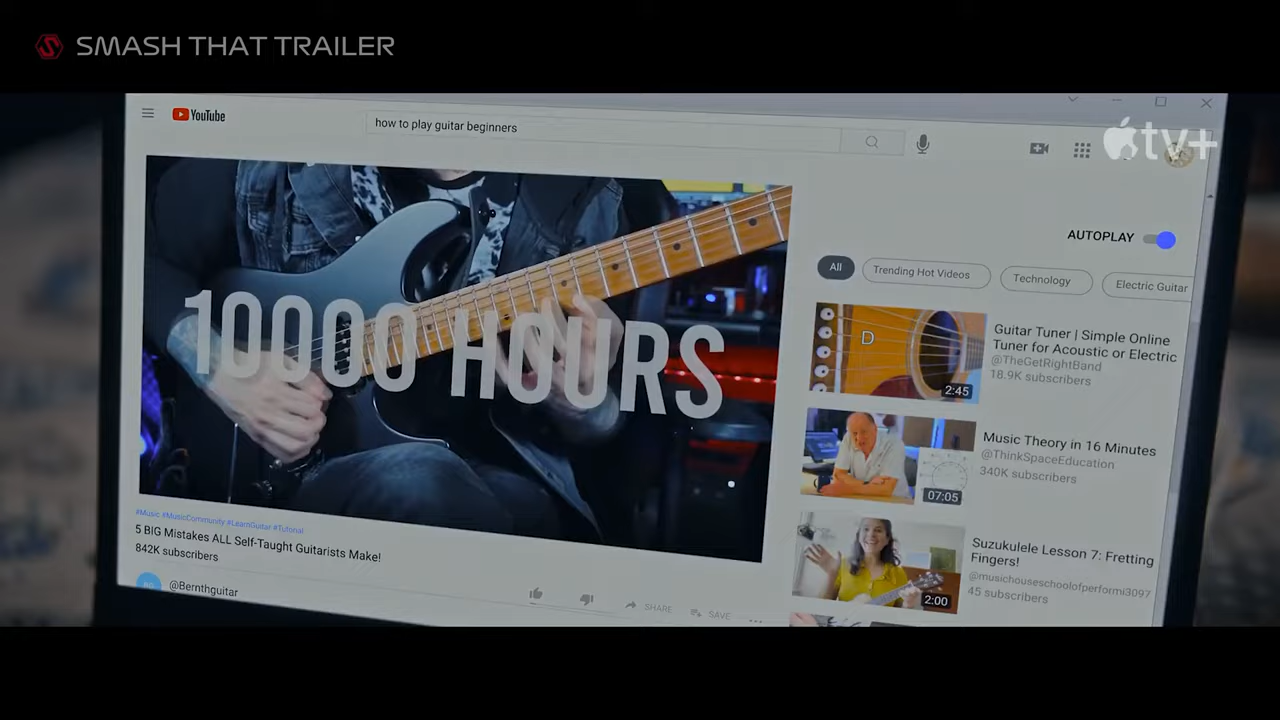 SMASH THAT TRAILER
YouTube
how to play guitar beginners
tv+
AUTOPLAY
All
Trending Hot Videos
Technology
Electric Guitar
10000 HOURS
D
2:45
Guitar Tuner | Simple Online
Tuner for Acoustic or Electric
@TheGetRightBand
18.9K subscribers
07:05
Music Theory in 16 Minutes
@ThinkSpaceEducation
340K subscribers
2:00
Suzukulele Lesson 7: Fretting
Fingers!
@musichouseschoolofperformi3097
45 subscribers
#Music #MusicCommunity #LearnGuitar #Tutorial
5 BIG Mistakes ALL Self-Taught Guitarists Make!
842K subscribers
@Bernthguitar
SHARE
SAVE